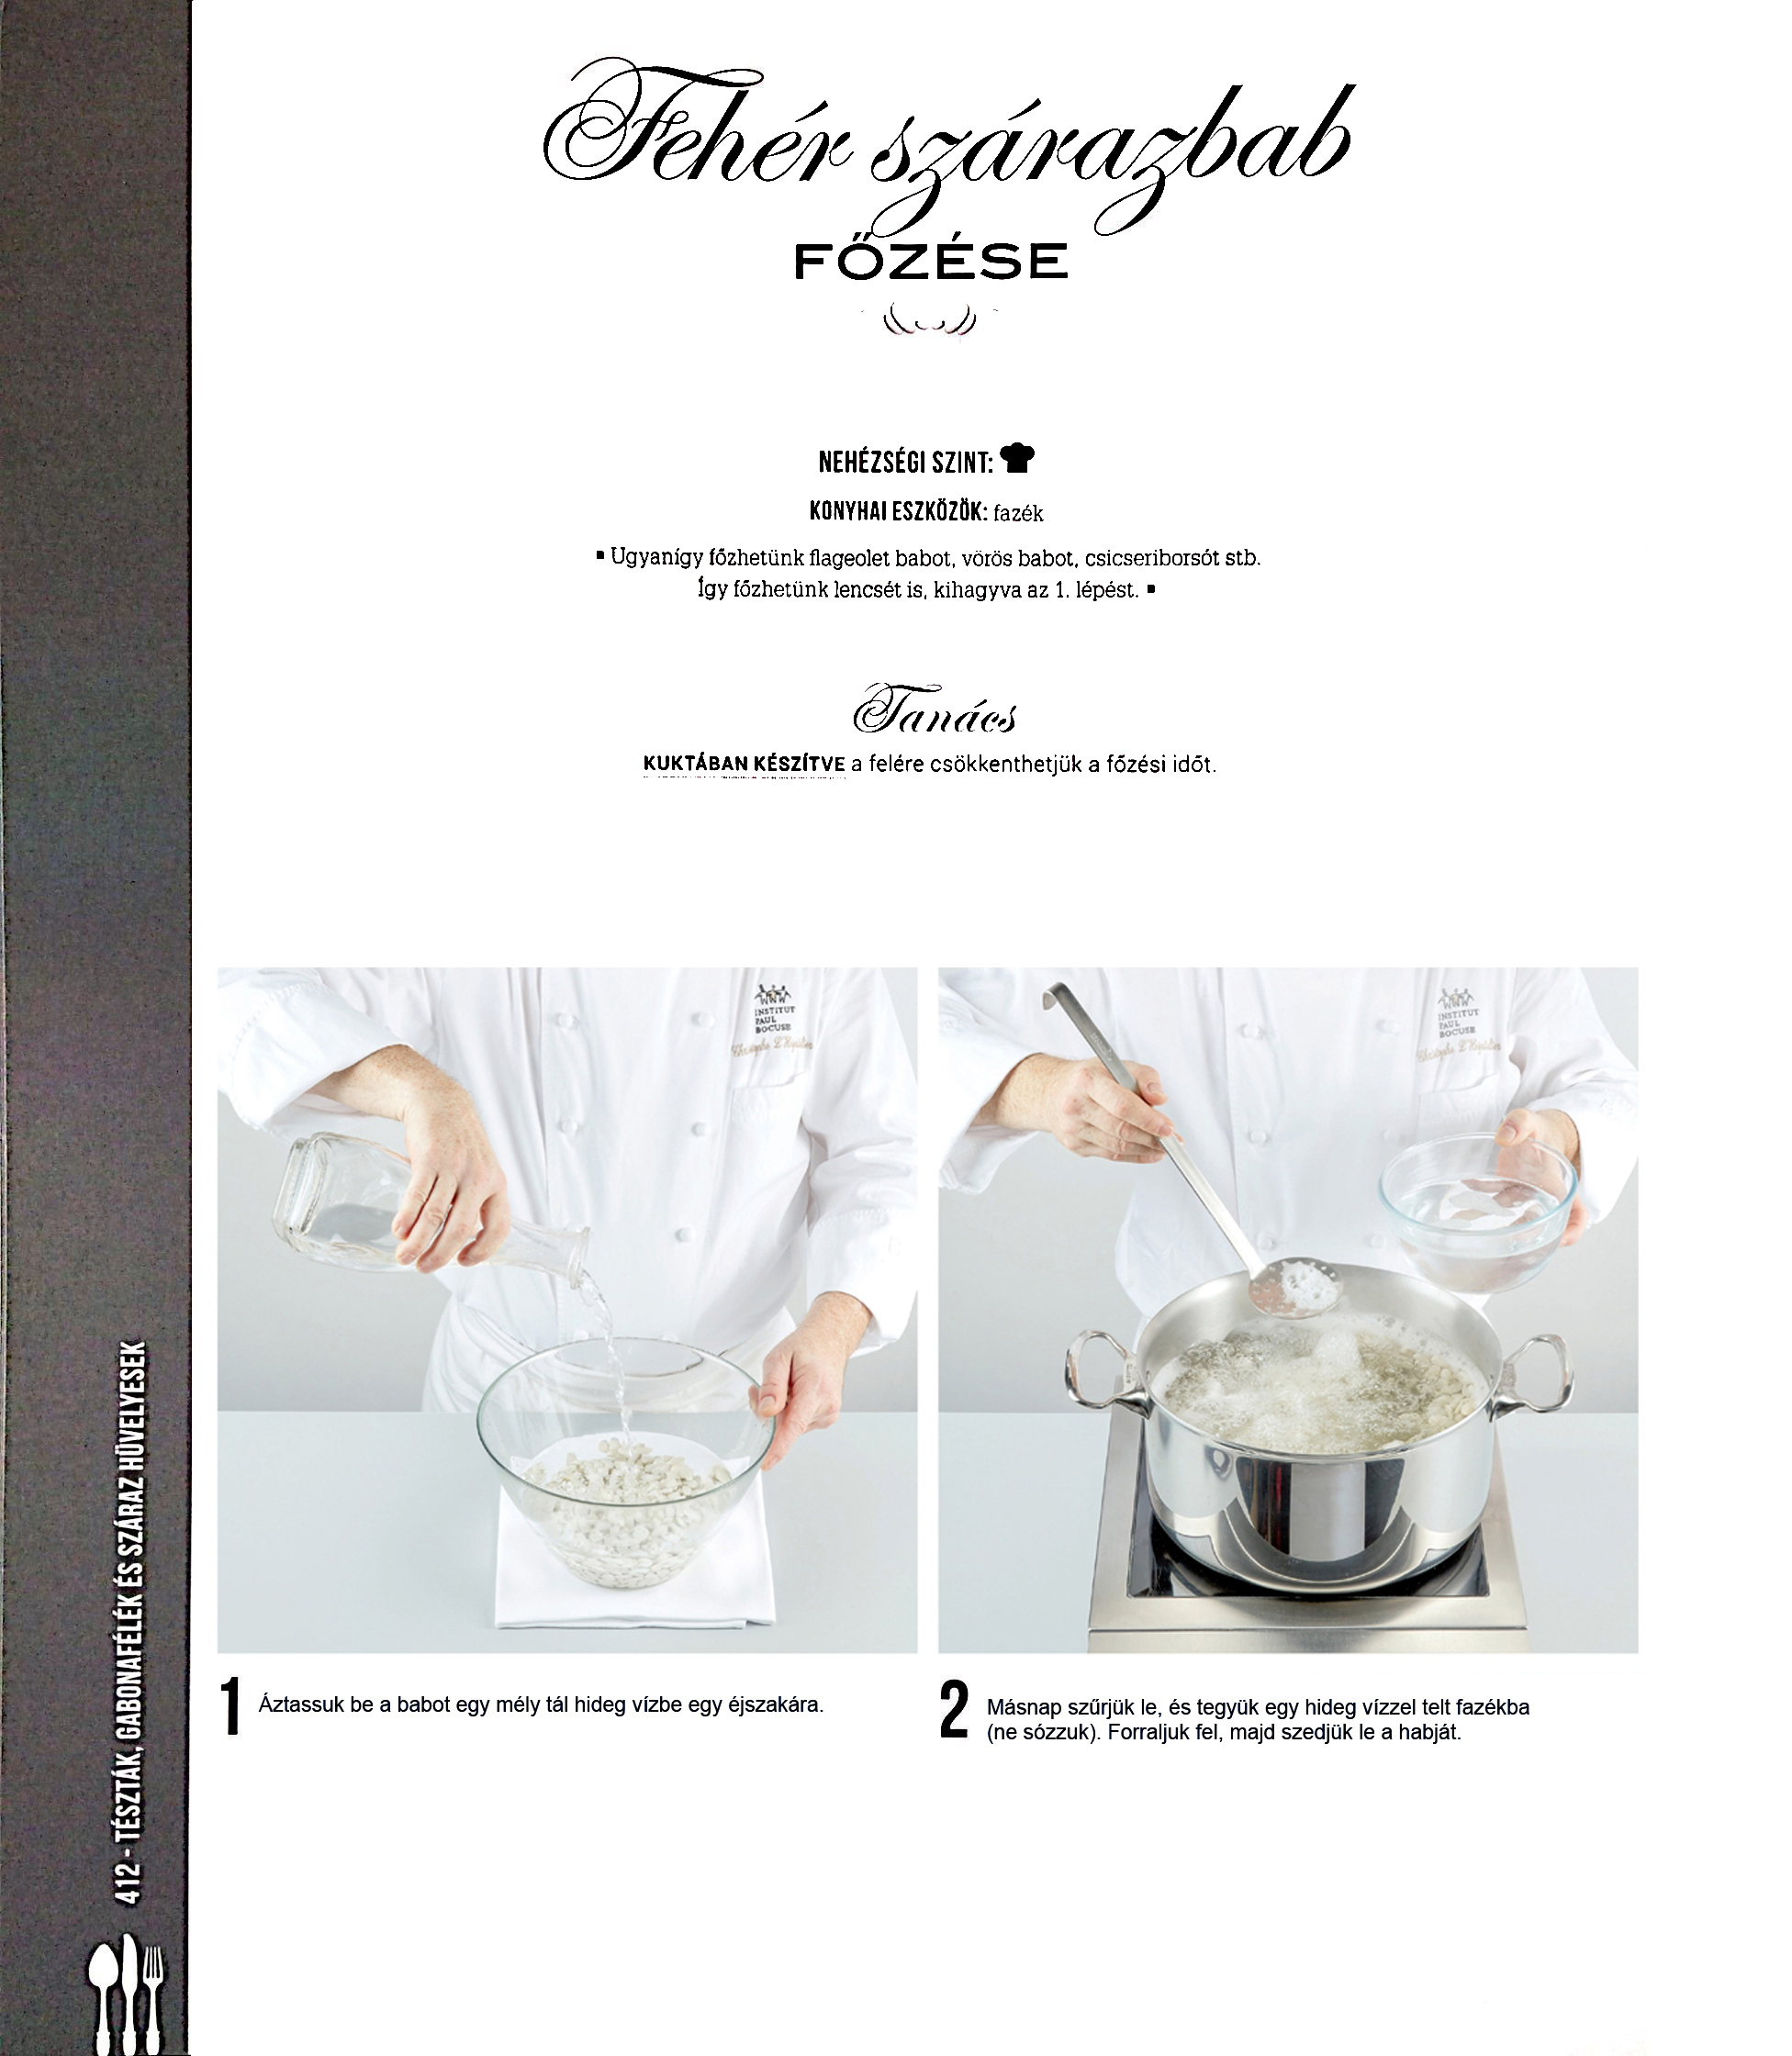 Fehér szárazbab
FŐZÉSE
NEHÉZSÉGI SZINT:
KONYHAI ESZKÖZÖK: fazék
▪ Ugyanígy főzhetünk flageolet babot, vörös babot, csicseriborsót stb.
Így főzhetünk lencsét is, kihagyva az 1. lépést. ▪
Tanács
KUKTÁBAN KÉSZÍTVE a felére csökkenthetjük a főzési időt.
INSTITUT
PAUL
BOCUSE
INSTITUT
PAUL
BOCUSE
1 Áztassuk be a babot egy mély tál hideg vízbe egy éjszakára.
2 Másnap szűrjük le, és tegyük egy hideg vízzel telt fazékba
(ne sózzuk). Forraljuk fel, majd szedjük le a habját.
412 - TÉSZTÁK, GABONAFÉLÉK ÉS SZÁRAZ HÜVELYESEK